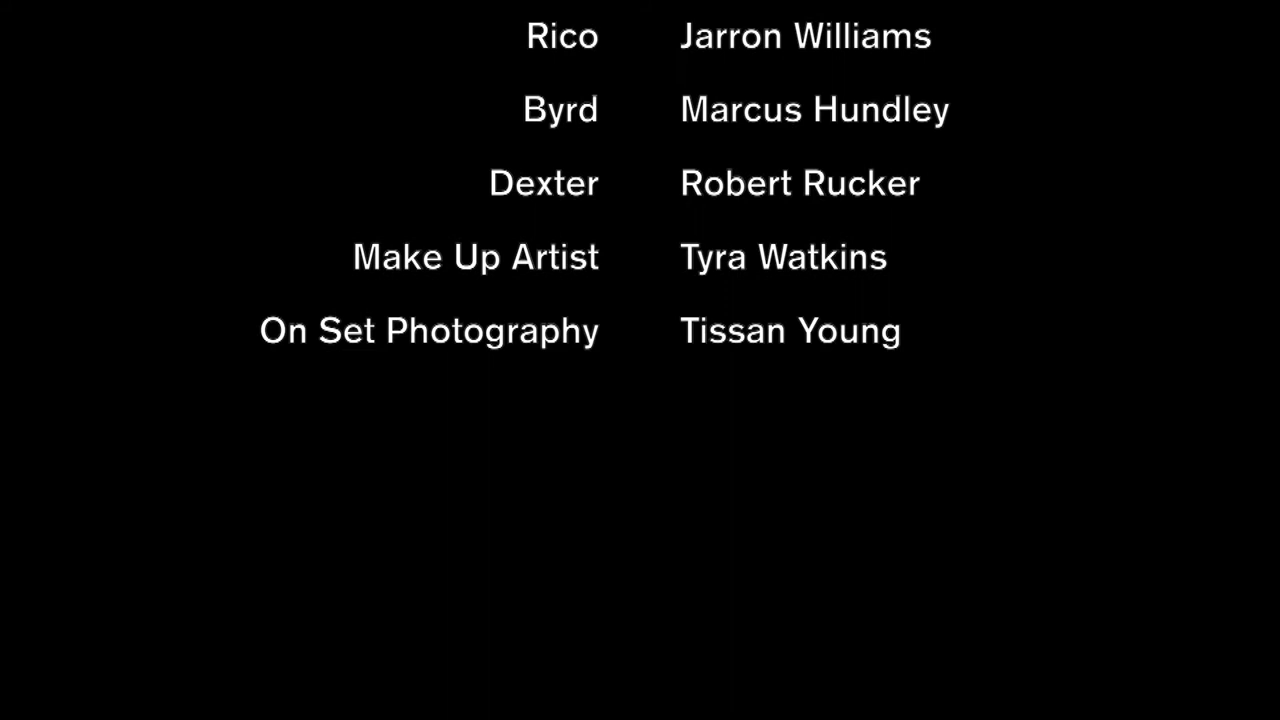 Rico Jarron Williams
Byrd Marcus Hundley
Dexter Robert Rucker
Make Up Artist Tyra Watkins
On Set Photography Tissan Young